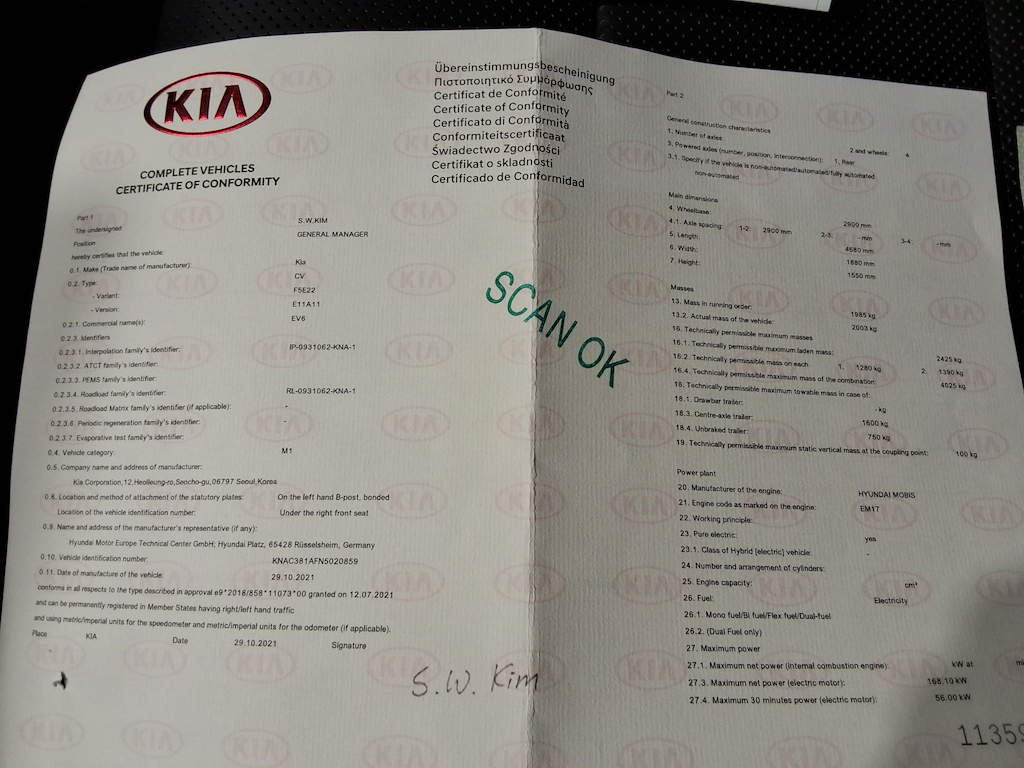 KIA
COMPLETE VEHICLES
CERTIFICATE OF CONFORMITY
Übereinstimmungsbescheinigung
Πιστοποιητικό Συμμόρφωσης
Certificat de Conformité
Certificate of Conformity
Certificato di Conformità
Conformiteitscertificaat
Świadectwo Zgodności
Certifikat o skladnosti
Certificado de Conformidad
Part 1
The undersigned S.W.KIM
Position GENERAL MANAGER
hereby certifies that the vehicle:
0.1. Make (Trade name of manufacturer): Kia
0.2. Type: CV
- Variant: F5E22
- Version: E11A11
0.2.1. Commercial name(s): EV6
0.2.3. Identifiers
0.2.3.1. Interpolation family's identifier: IP-0931062-KNA-1
0.2.3.2. ATCT family's identifier:
0.2.3.3. PEMS family's identifier:
0.2.3.4. Roadload family's identifier: RL-0931062-KNA-1
0.2.3.5. Roadload Matrix family's identifier (if applicable): -
0.2.3.6. Periodic regeneration family's identifier: -
0.2.3.7. Evaporative test family's identifier:
0.4. Vehicle category: M1
0.5. Company name and address of manufacturer:
Kia Corporation,12,Heolleung-ro,Seocho-gu,06797 Seoul,Korea
0.6. Location and method of attachment of the statutory plates: On the left hand B-post, bonded
Location of the vehicle identification number: Under the right front seat
0.9. Name and address of the manufacturer's representative (if any):
Hyundai Motor Europe Technical Center GmbH; Hyundai Platz, 65428 Rüsselsheim, Germany
0.10. Vehicle identification number: KNAC381AFN5020859
0.11. Date of manufacture of the vehicle: 29.10.2021
conforms in all respects to the type described in approval e9*2018/858*11073*00 granted on 12.07.2021
and can be permanently registered in Member States having right/left hand traffic
and using metric/imperial units for the speedometer and metric/imperial units for the odometer (if applicable).
Place KIA Date 29.10.2021 Signature
S.W. Kim
SCAN OK
Part 2
General construction characteristics
1. Number of axles: 2 and wheels: 4
3. Powered axles (number, position, interconnection): 1, Rear
3.1. Specify if the vehicle is non-automated/automated/fully automated:
non-automated
Main dimensions
4. Wheelbase: 2900 mm
4.1. Axle spacing: 1-2: 2900 mm 2-3: - mm 3-4: - mm
5. Length: 4680 mm
6. Width: 1880 mm
7. Height: 1550 mm
Masses
13. Mass in running order: 1985 kg
13.2. Actual mass of the vehicle: 2003 kg
16. Technically permissible maximum masses
16.1. Technically permissible maximum laden mass: 2425 kg
16.2. Technically permissible mass on each 1. 1280 kg 2. 1390 kg
16.4. Technically permissible maximum mass of the combination: 4025 kg
18. Technically permissible maximum towable mass in case of:
18.1. Drawbar trailer: - kg
18.3. Centre-axle trailer: 1600 kg
18.4. Unbraked trailer: 750 kg
19. Technically permissible maximum static vertical mass at the coupling point: 100 kg
Power plant
20. Manufacturer of the engine: HYUNDAI MOBIS
21. Engine code as marked on the engine: EM17
22. Working principle:
23. Pure electric: yes
23.1. Class of Hybrid [electric] vehicle: -
24. Number and arrangement of cylinders:
25. Engine capacity: cm³
26. Fuel: Electricity
26.1. Mono fuel/Bi fuel/Flex fuel/Dual-fuel
26.2. (Dual Fuel only)
27. Maximum power
27.1. Maximum net power (internal combustion engine): kW at
27.3. Maximum net power (electric motor): 168.10 kW
27.4. Maximum 30 minutes power (electric motor): 56.00 kW
11359